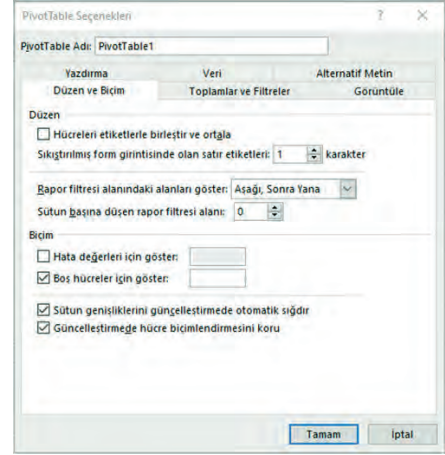 PivotTable Seçenekleri ? ×
PivotTable Adı: PivotTable1
Yazdırma Veri Alternatif Metin
Düzen ve Biçim Toplamlar ve Filtreler Görüntüle
Düzen
Hücreleri etiketlerle birleştir ve ortala
Sıkıştırılmış form girintisinde olan satır etiketleri: 1 karakter
Rapor filtresi alanındaki alanları göster: Aşağı, Sonra Yana
Sütun başına düşen rapor filtresi alanı: 0
Biçim
Hata değerleri için göster:
Boş hücreler için göster:
Sütun genişliklerini güncelleştirmede otomatik sığdır
Güncelleştirmede hücre biçimlendirmesini koru
Tamam İptal